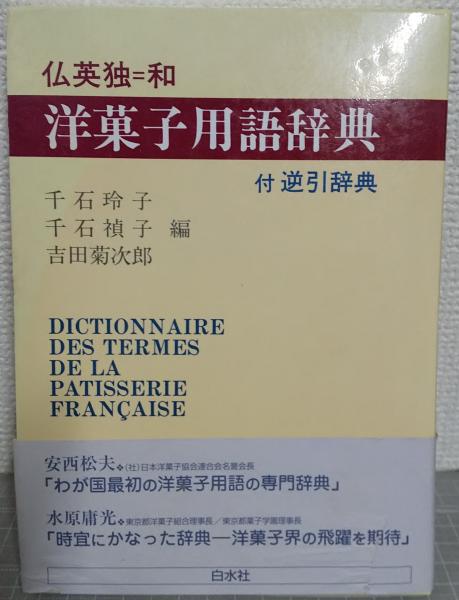 仏英独=和
洋菓子用語辞典
付 逆引辞典
千石玲子
千石禎子 編
吉田菊次郎
DICTIONNAIRE
DES TERMES
DE LA
PATISSERIE
FRANÇAISE
安西松夫❖(社)日本洋菓子協会連合会名誉会長
「わが国最初の洋菓子用語の専門辞典」
水原庸光❖東京都洋菓子組合理事長／東京都菓子学園理事長
「時宜にかなった辞典―洋菓子界の飛躍を期待」
白水社